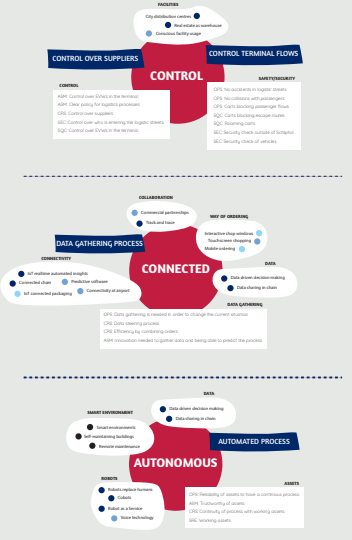 FACILITIES
City distribution centres
Real estate as warehouse
Conscious facility usage
CONTROL OVER SUPPLIERS
CONTROL TERMINAL FLOWS
CONTROL
CONTROL
ASM: Control over Ertsis in the terminal
ASM: Clear policy for logistics processes
CRE: Control over suppliers
SEC: Control over who is entering the logistic streets
SQC: Control over Ertsis in the terminal
SAFETY/SECURITY
OPS: No accidents in logistic streets
OPS: No collision with passengers
OPS: Carts blocking passenger flows
SQC: Carts blocking escape routes
SQC: Roaming carts
SEC: Security check outside of Schiphol
SEC: Security check of vehicles
COLLABORATION
Commercial partnerships
Track and trace
WAY OF ORDERING
Interactive shop windows
Touchscreen shopping
Mobile ordering
DATA GATHERING PROCESS
CONNECTIVITY
IoT realtime automated insights
Connected chain
Predictive software
IoT connected packaging
Connectivity at airport
CONNECTED
DATA
Data driven decision making
Data sharing in chain
DATA GATHERING
OPS: Data gathering is needed in order to change the current situation
CRE: Data steering process
CRE: Efficiency by combining orders
ASM: Innovation needed to gather data and being able to predict the process
DATA
Data driven decision making
Data sharing in chain
SMART ENVIRONMENT
Smart environments
Self-maintaining buildings
Remote maintenance
AUTOMATED PROCESS
AUTONOMOUS
ROBOTS
Robots replace humans
Cobots
Robot as a Service
Voice technology
ASSETS
OPS: Reliability of assets to have a continous process
ASM: Trustworthy of assets
CRE: Continuity of process with working assets
SRE: Working assets